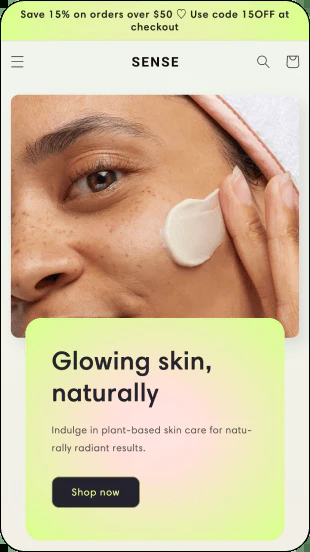 Save 15% on orders over $50 ♡ Use code 15OFF at
checkout
SENSE
Glowing skin,
naturally
Indulge in plant-based skin care for natu-
rally radiant results.
Shop now